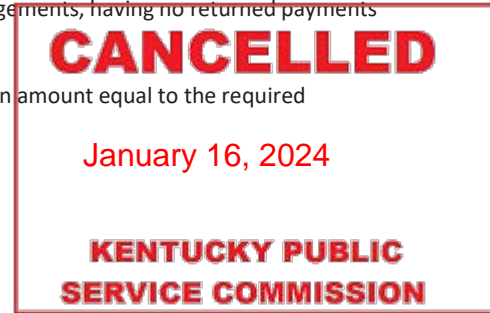 gements, having no returned payments
CANCELLED
n amount equal to the required
January 16, 2024
KENTUCKY PUBLIC
SERVICE COMMISSION